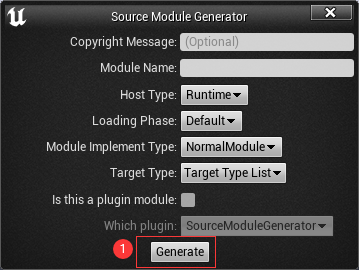 Source Module Generator
Copyright Message: (Optional)
Module Name:
Host Type: Runtime
Loading Phase: Default
Module Implement Type: NormalModule
Target Type: Target Type List
Is this a plugin module:
Which plugin: SourceModuleGenerator
1 Generate